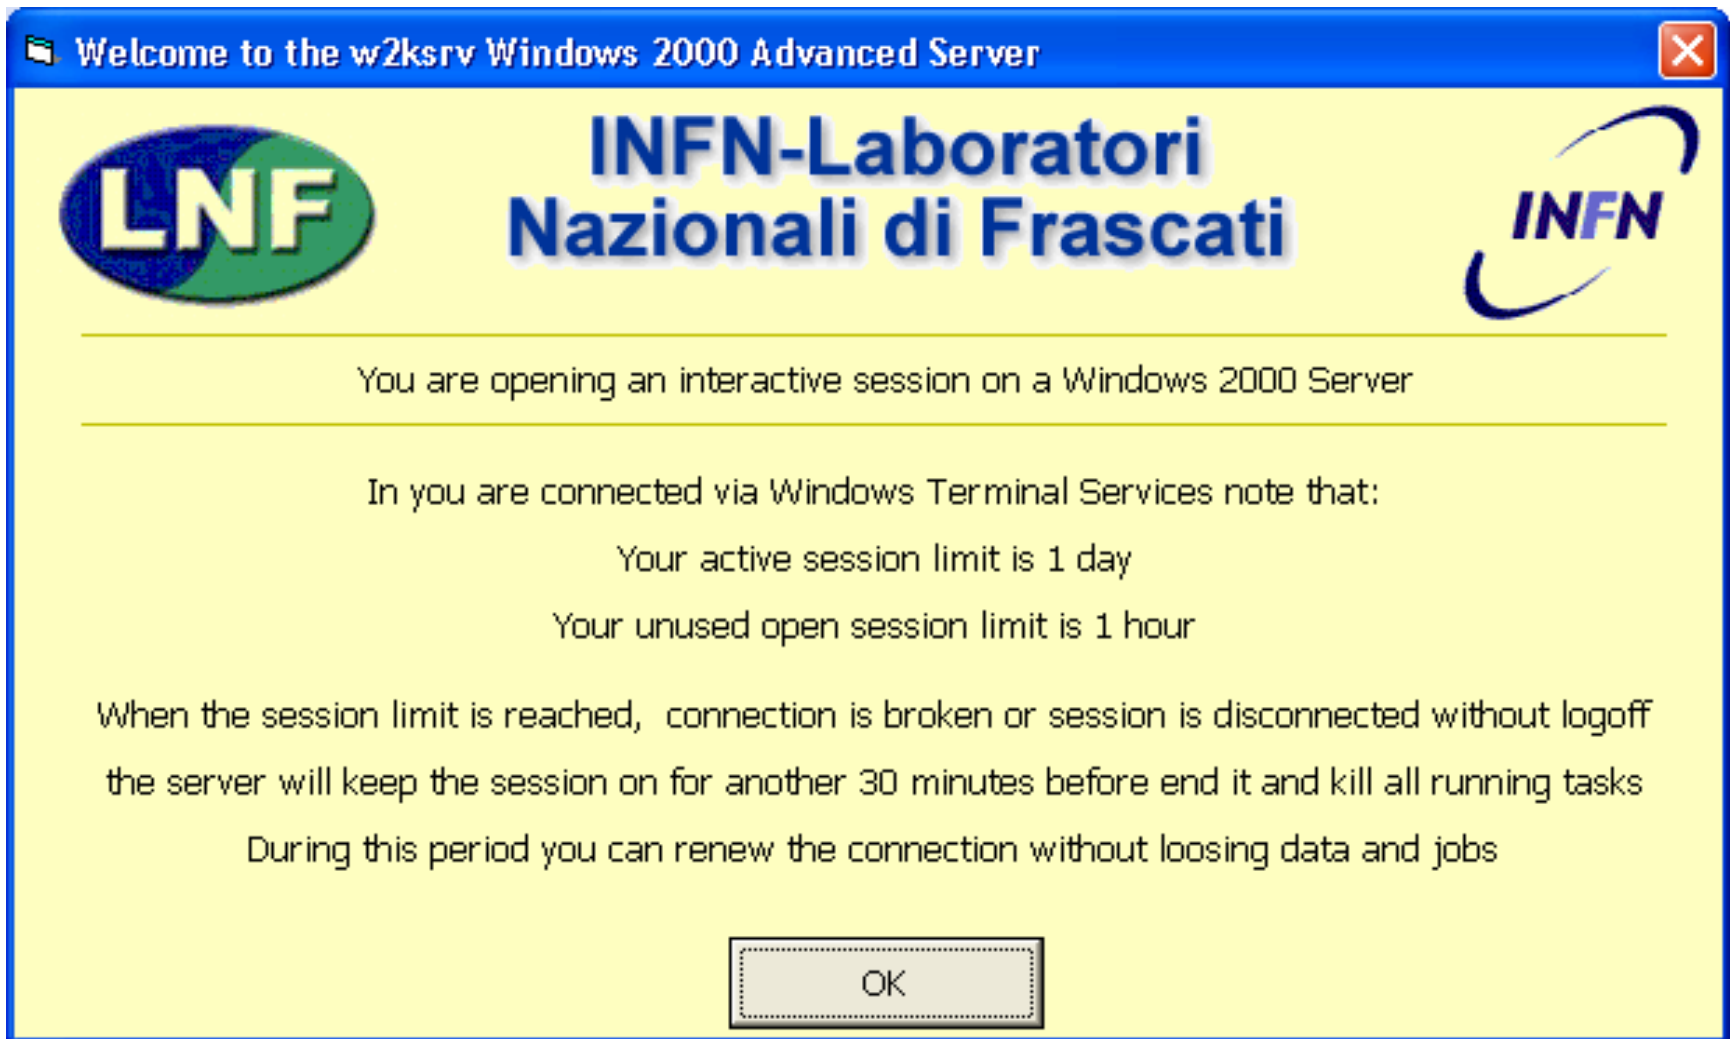 Welcome to the w2ksrv Windows 2000 Advanced Server
LNF
INFN-Laboratori
Nazionali di Frascati
INFN
You are opening an interactive session on a Windows 2000 Server
In you are connected via Windows Terminal Services note that:
Your active session limit is 1 day
Your unused open session limit is 1 hour
When the session limit is reached,  connection is broken or session is disconnected without logoff
the server will keep the session on for another 30 minutes before end it and kill all running tasks
During this period you can renew the connection without loosing data and jobs
OK